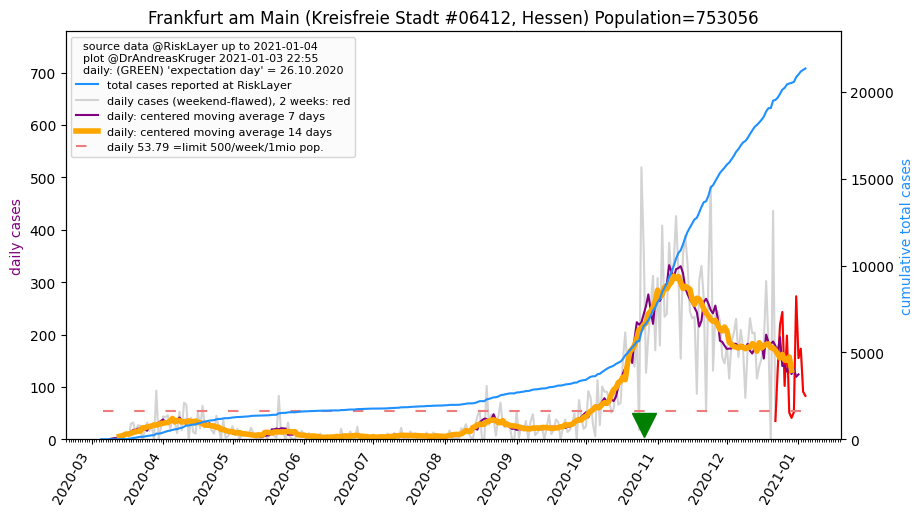 Frankfurt am Main (Kreisfreie Stadt #06412, Hessen) Population=753056
source data @RiskLayer up to 2021-01-04
plot @DrAndreasKruger 2021-01-03 22:55
daily: (GREEN) 'expectation day' = 26.10.2020
total cases reported at RiskLayer
daily cases (weekend-flawed), 2 weeks: red
daily: centered moving average 7 days
daily: centered moving average 14 days
daily 53.79 =limit 500/week/1mio pop.
daily cases
700
600
500
400
300
200
100
0
cumulative total cases
20000
15000
10000
5000
0
2020-03
2020-04
2020-05
2020-06
2020-07
2020-08
2020-09
2020-10
2020-11
2020-12
2021-01